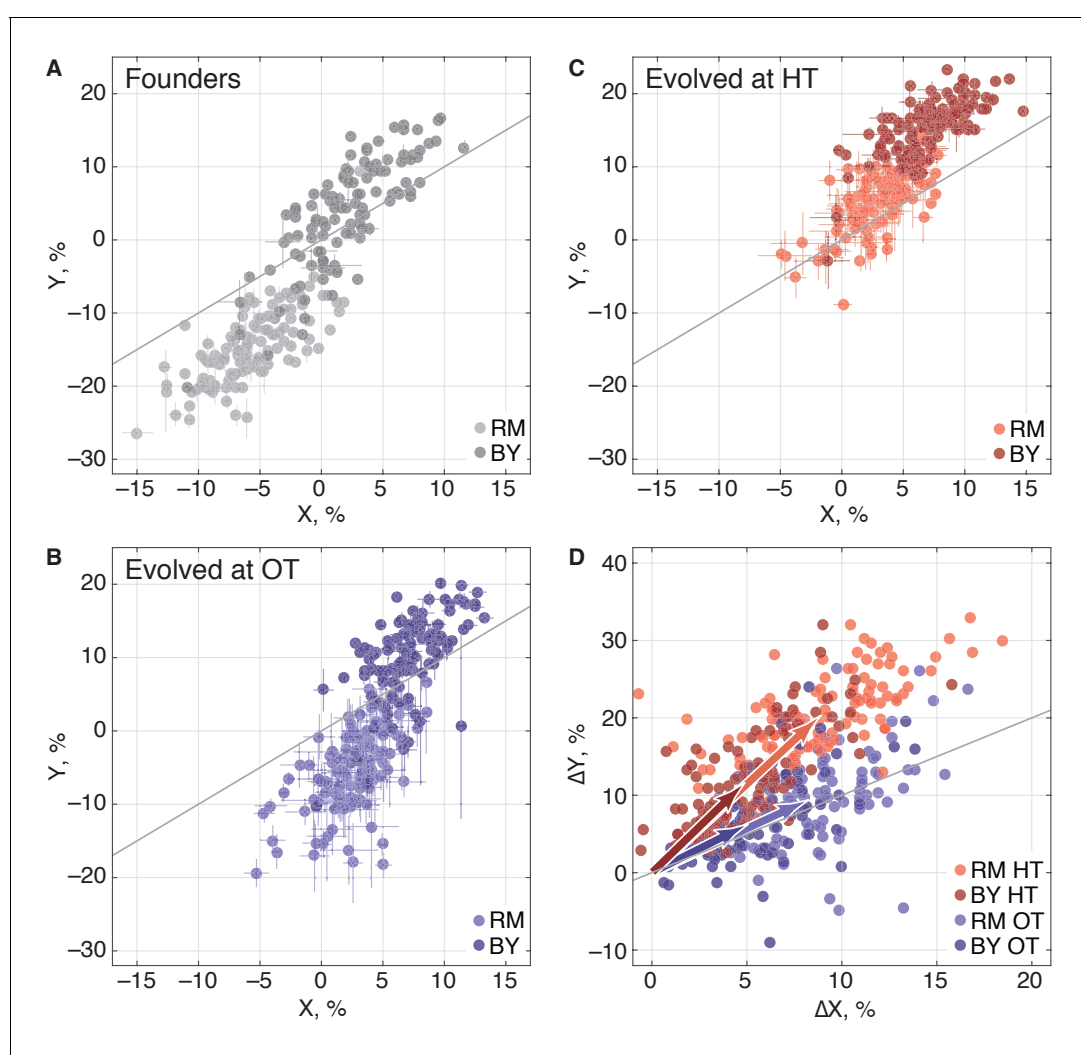 A
Founders
20
10
0
−10
−20
−30
Y, %
−15 −10 −5 0 5 10 15
X, %
RM
BY
C
Evolved at HT
20
10
0
−10
−20
−30
Y, %
−15 −10 −5 0 5 10 15
X, %
RM
BY
B
Evolved at OT
20
10
0
−10
−20
−30
Y, %
−15 −10 −5 0 5 10 15
X, %
RM
BY
D
40
30
20
10
0
−10
ΔY, %
0 5 10 15 20
ΔX, %
RM HT
BY HT
RM OT
BY OT